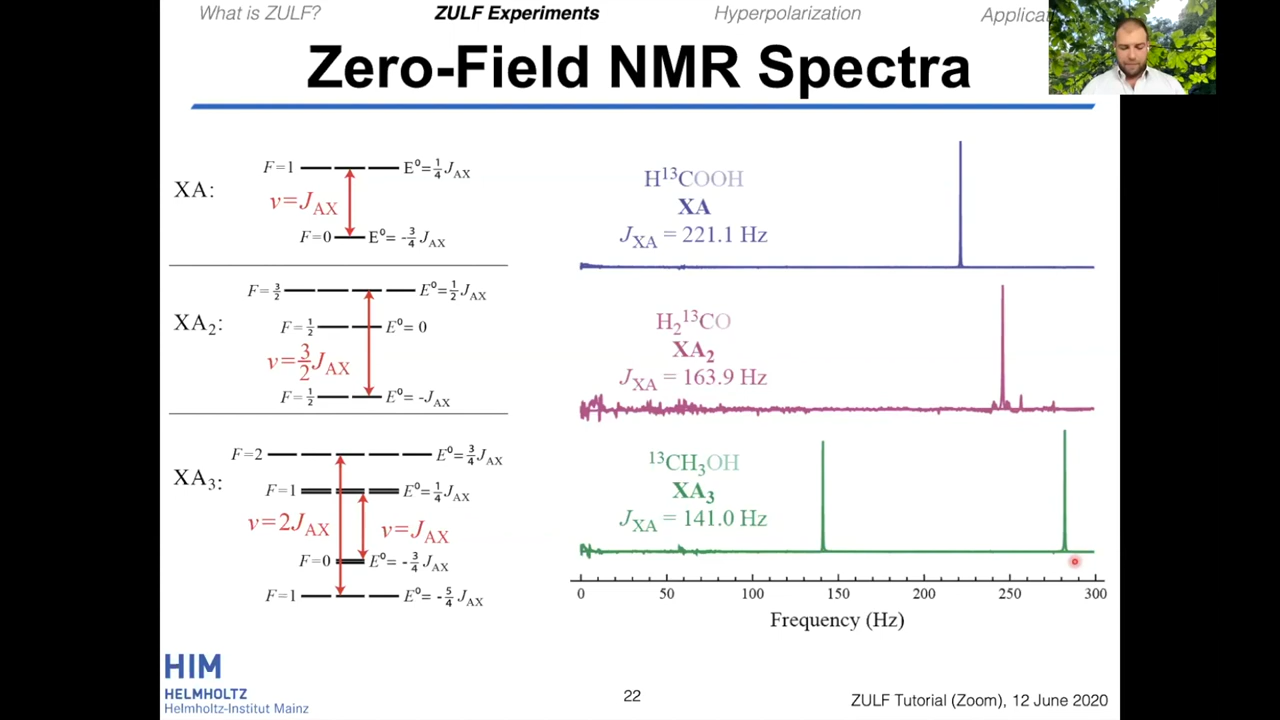 What is ZULF? ZULF Experiments Hyperpolarization Applicat
Zero-Field NMR Spectra
XA:
F=1 E⁰=¼ J_AX
ν=J_AX
F=0 E⁰= -¾ J_AX
XA₂:
F=3/2 E⁰=½ J_AX
F=½ E⁰= 0
ν=3/2 J_AX
F=½ E⁰= -J_AX
XA₃:
F=2 E⁰=¾ J_AX
F=1 E⁰=¼ J_AX
ν=2J_AX ν=J_AX
F=0 E⁰= -¾ J_AX
F=1 E⁰= -5/4 J_AX
H¹³COOH
XA
J_XA = 221.1 Hz
H₂¹³CO
XA₂
J_XA = 163.9 Hz
¹³CH₃OH
XA₃
J_XA = 141.0 Hz
0 50 100 150 200 250 300
Frequency (Hz)
HIM
HELMHOLTZ
Helmholtz-Institut Mainz
22
ZULF Tutorial (Zoom), 12 June 2020